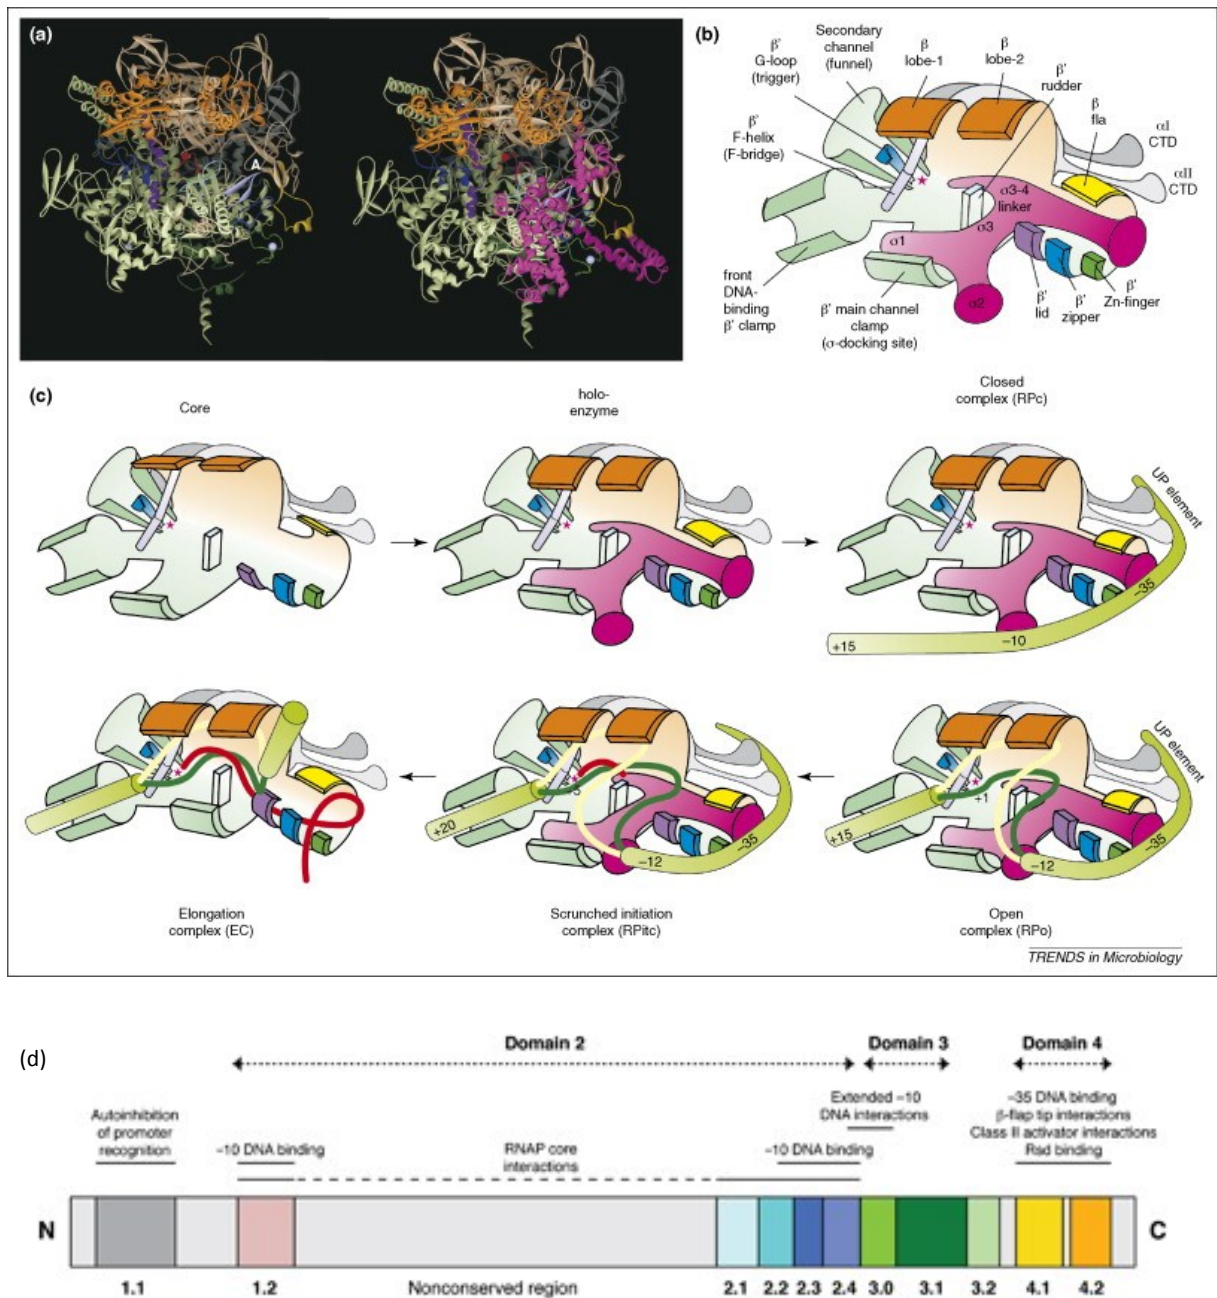 (a)
A
(b)
β′
G-loop
(trigger)
Secondary
channel
(funnel)
β
lobe-1
β
lobe-2
β′
rudder
β
fla
αI
CTD
αII
CTD
β′
F-helix
(F-bridge)
σ3-4
linker
σ3
σ1
σ2
front
DNA-
binding
β′ clamp
β′ main channel
clamp
(σ-docking site)
β′
lid
β′
zipper
β′
Zn-finger
(c)
Core
holo-
enzyme
Closed
complex (RPc)
UP element
–35
–10
+15
+20
–12
–35
UP element
+15
+1
–12
–35
Elongation
complex (EC)
Scrunched initiation
complex (RPitc)
Open
complex (RPo)
TRENDS in Microbiology
(d)
Domain 2
Domain 3
Domain 4
Autoinhibition
of promoter
recognition
–10 DNA binding
RNAP core
interactions
Extended –10
DNA interactions
–10 DNA binding
–35 DNA binding
β-flap tip interactions
Class II activator interactions
Rsd binding
N
C
1.1
1.2
Nonconserved region
2.1
2.2
2.3
2.4
3.0
3.1
3.2
4.1
4.2